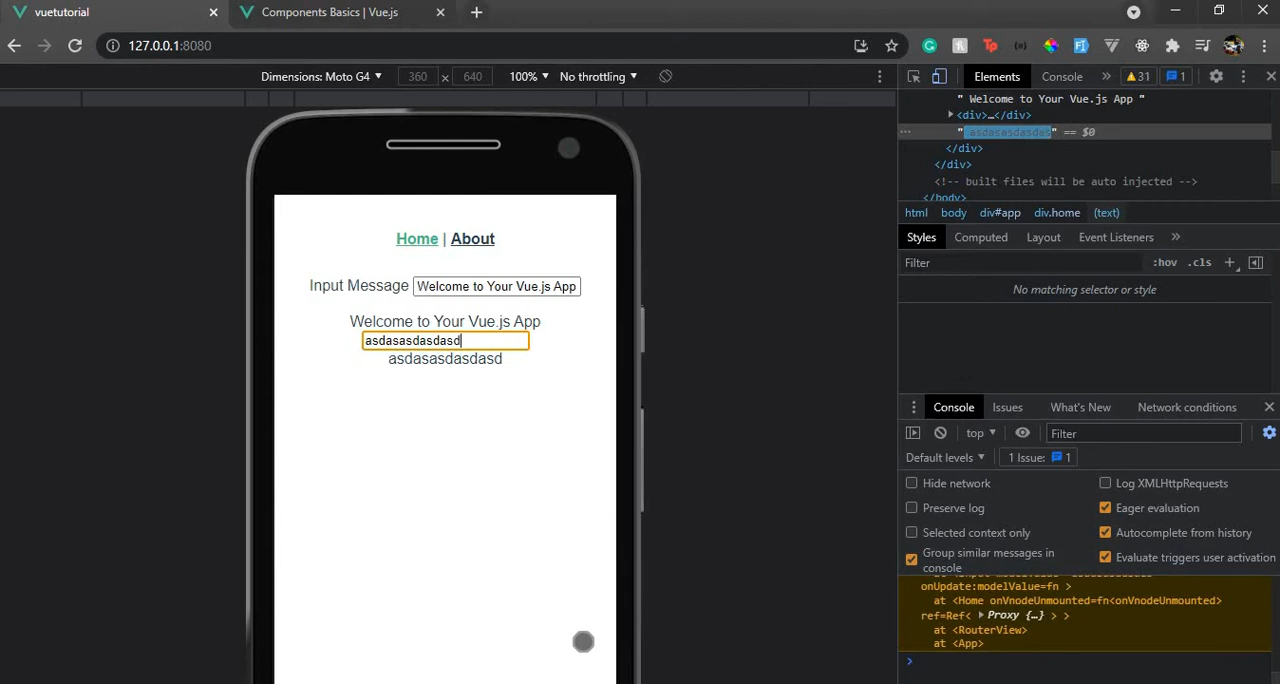 vuetutorial
Components Basics | Vue.js
127.0.0.1:8080
Dimensions: Moto G4
360
640
100%
No throttling
Elements
Console
31
1
" Welcome to Your Vue.js App "
<div>…</div>
" == $0
</div>
</div>
<!-- built files will be auto injected -->
</body>
html body div#app div.home (text)
Styles Computed Layout Event Listeners
Filter
:hov .cls
No matching selector or style
Home | About
Input Message Welcome to Your Vue.js App
Welcome to Your Vue.js App
asdasasdasdasd
asdasasdasdasd
Console Issues What's New Network conditions
top
Filter
Default levels
1 Issue: 1
Hide network
Log XMLHttpRequests
Preserve log
Eager evaluation
Selected context only
Autocomplete from history
Group similar messages in
console
Evaluate triggers user activation
onUpdate:modelValue=fn >
at <Home onVnodeUnmounted=fn<onVnodeUnmounted>
ref=Ref< Proxy {…} > >
at <RouterView>
at <App>